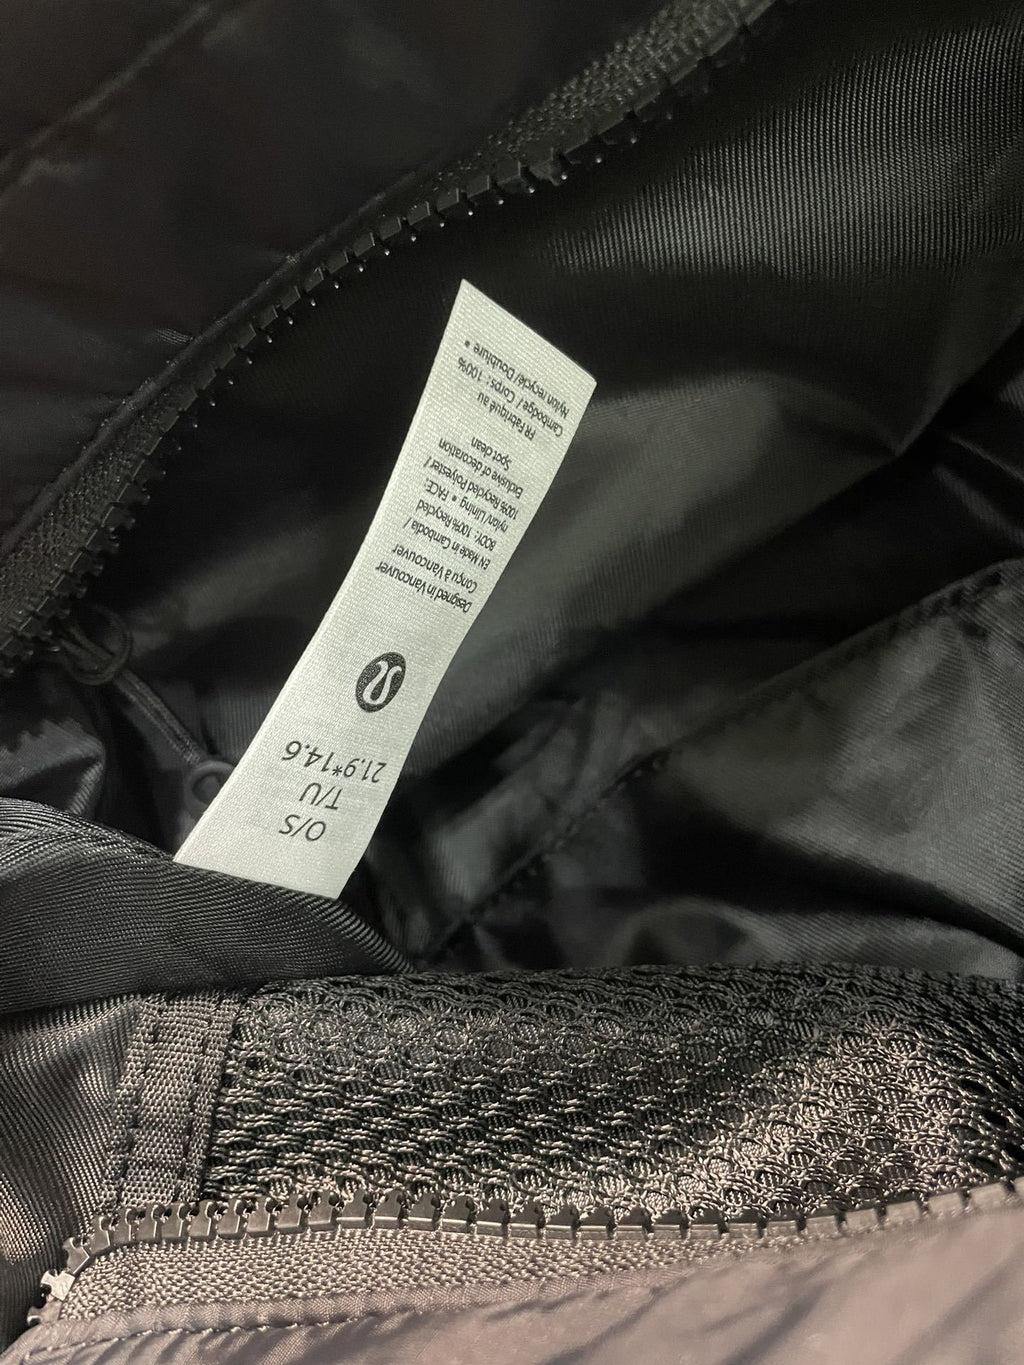 O/S
T/U
21.9*14.6
Designed in Vancouver
Conçu à Vancouver
EN Made in Cambodia /
BODY: 100% Recycled
nylon/ Lining • FACE:
100% Recycled Polyester /
Exclusive of decoration
Spot clean
FR Fabriqué au
Cambodge / Corps : 100%
Nylon recyclé/ Doublure •